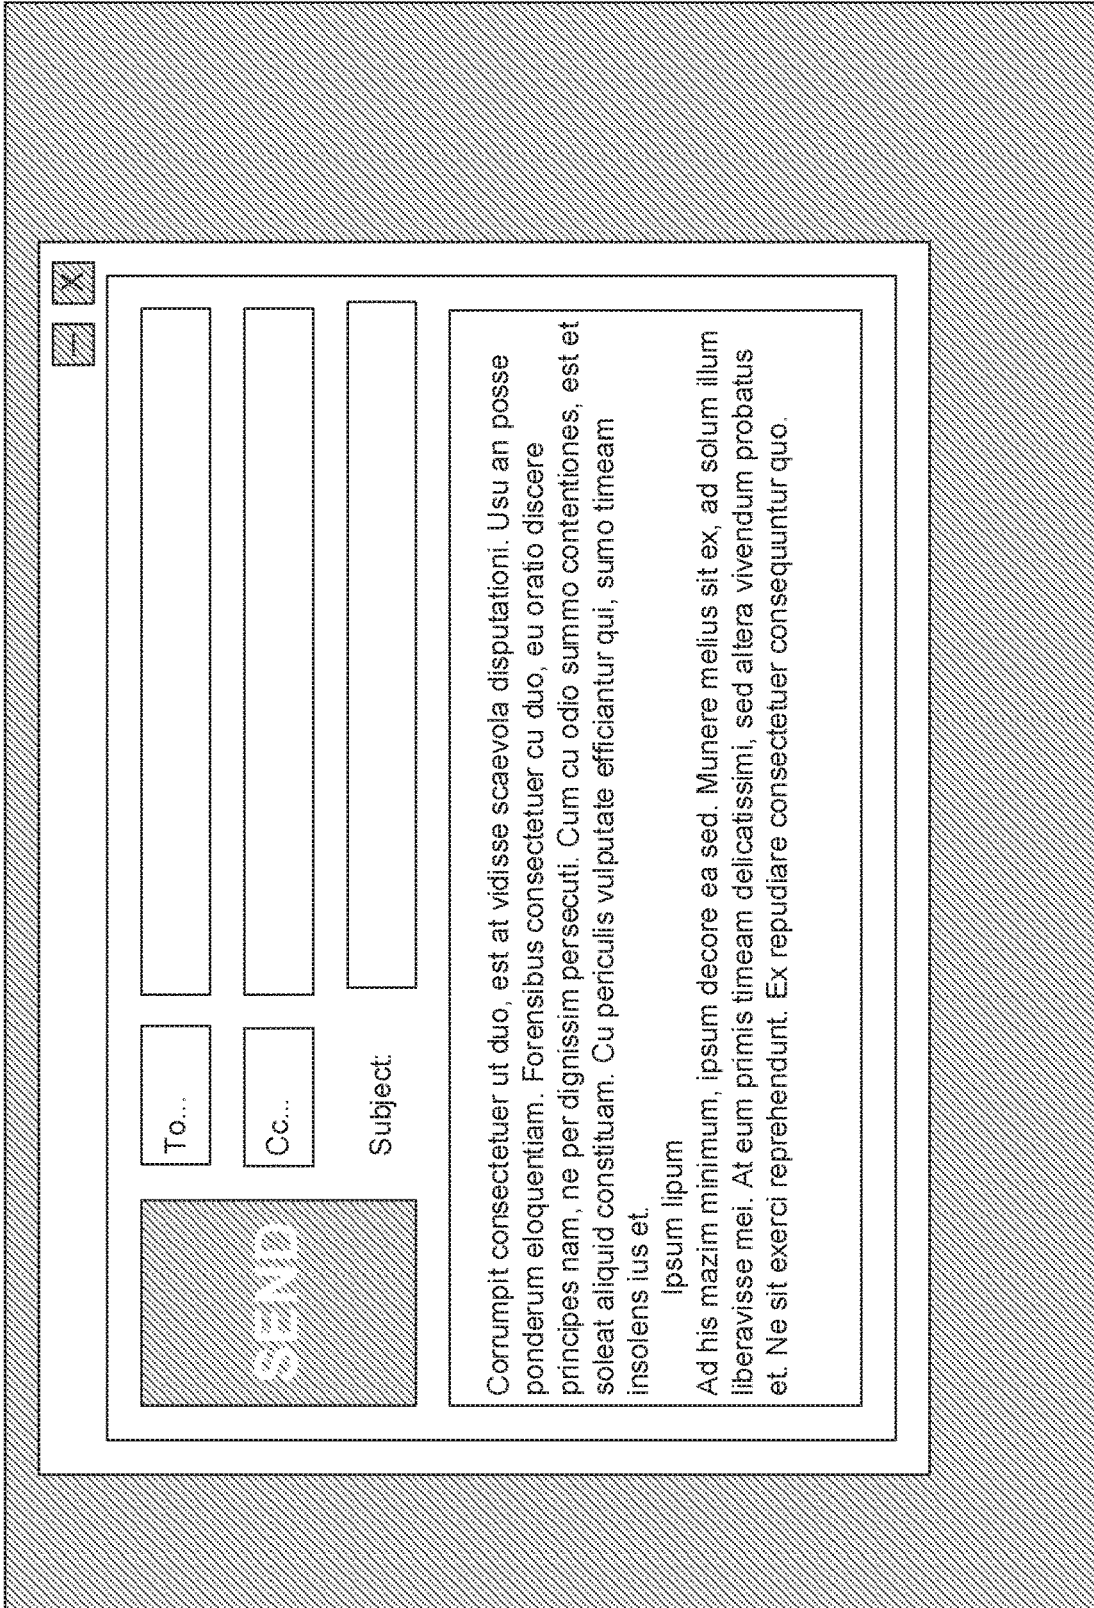 – X
SEND
To...
Cc...
Subject:
Corrumpit consectetuer ut duo, est at vidisse scaevola disputationi. Usu an posse
ponderum eloquentiam. Forensibus consectetuer cu duo, eu oratio discere
principes nam, ne per dignissim persecuti. Cum cu odio summo contentiones, est et
soleat aliquid constituam. Cu periculis vulputate efficiantur qui, sumo timeam
insolens ius et.
Ipsum lipum
Ad his mazim minimum, ipsum decore ea sed. Munere melius sit ex, ad solum illum
liberavisse mei. At eum primis timeam delicatissimi, sed altera vivendum probatus
et. Ne sit exerci reprehendunt. Ex repudiare consectetuer consequuntur quo.